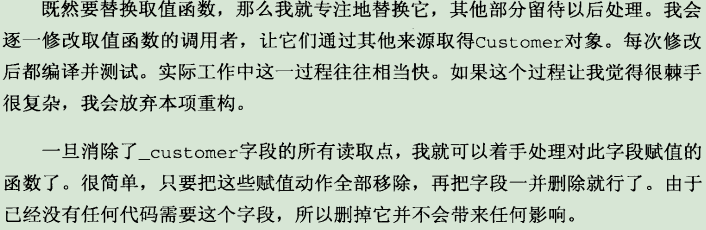 既然要替换取值函数，那么我就专注地替换它，其他部分留待以后处理。我会
逐一修改取值函数的调用者，让它们通过其他来源取得Customer对象。每次修改
后都编译并测试。实际工作中这一过程往往相当快。如果这个过程让我觉得很棘手
很复杂，我会放弃本项重构。
一旦消除了_customer字段的所有读取点，我就可以着手处理对此字段赋值的
函数了。很简单，只要把这些赋值动作全部移除，再把字段一并删除就行了。由于
已经没有任何代码需要这个字段，所以删掉它并不会带来任何影响。